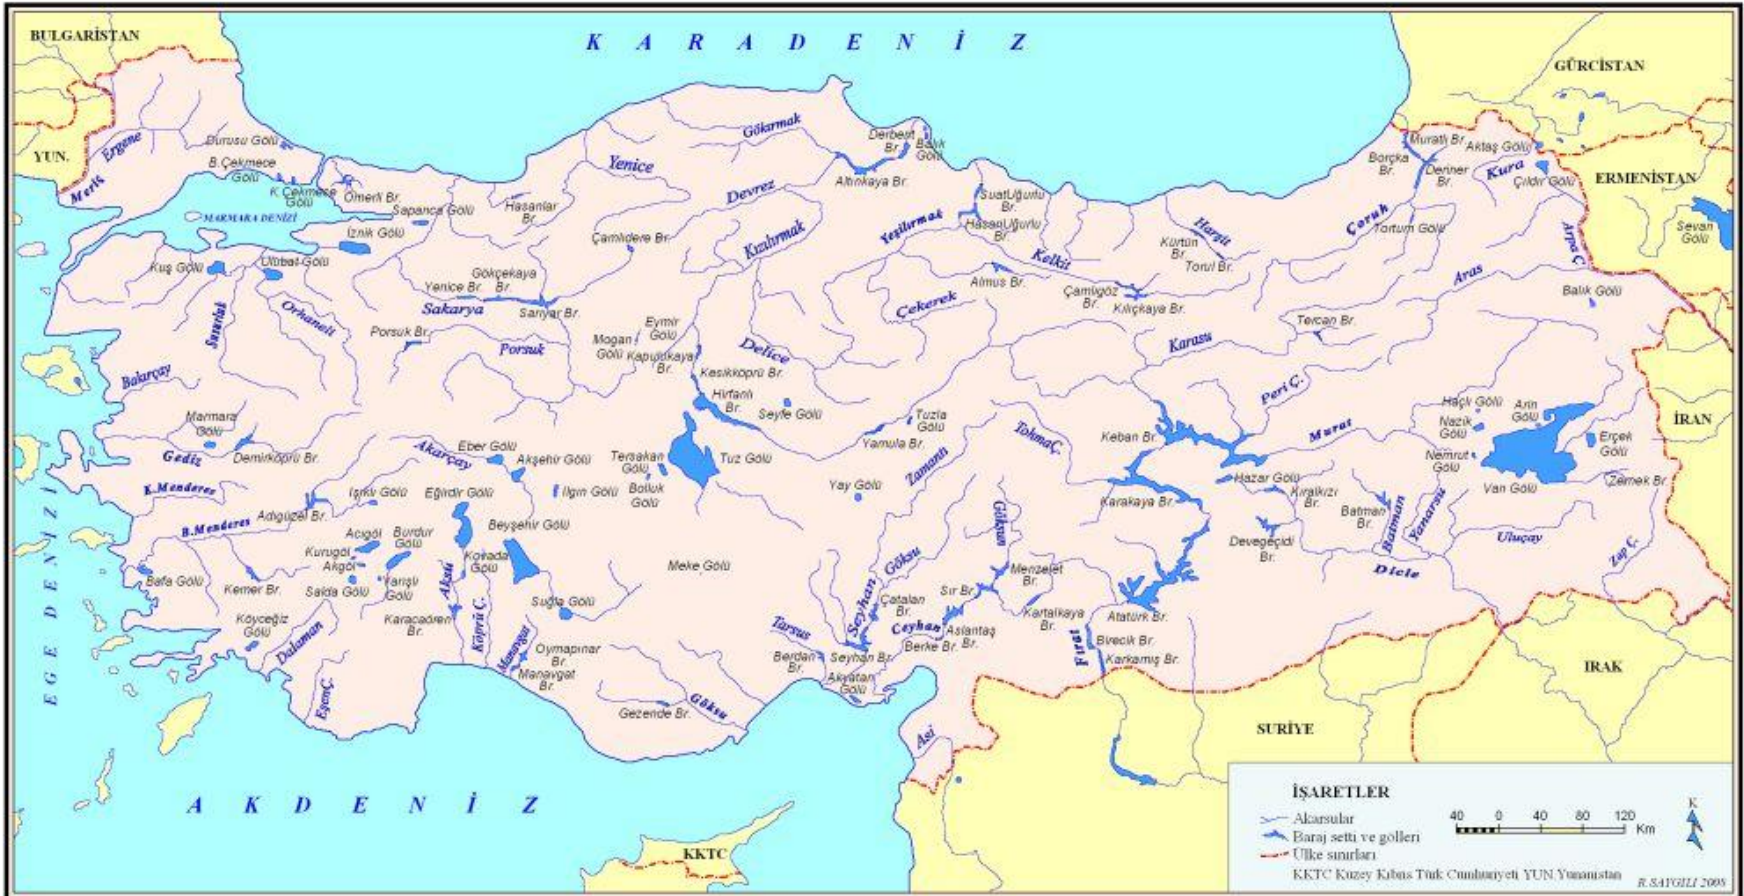 BULGARİSTAN
K A R A D E N İ Z
GÜRCİSTAN
YUN.
Ergene
Meriç
Durusu Gölü
B.Çekmece
Gölü
K.Çekmece
Gölü
Ömerli Br.
Sapanca Gölü
MARMARA DENİZİ
İznik Gölü
Hasanlar
Br.
Yenice
Gökırmak
Devrez
Derbent
Br.
Balık
Gölü
Altınkaya Br.
SuatUğurlu
Br.
HasanUğurlu
Br.
Yeşilırmak
Kızılırmak
Çamlıdere Br.
Kelkit
Harşit
Kürtün
Br.
Torul Br.
Çoruh
Borçka
Br.
Muratlı Br.
Deriner
Br.
Aktaş Gölü
Kura
Çıldır Gölü
Tortum Gölü
ERMENİSTAN
Sevan
Gölü
Arpa Ç.
Kuş Gölü
Ulubat Gölü
Susurluk
Orhaneli
Gökçekaya
Br.
Yenice Br.
Sakarya
Sarıyar Br.
Porsuk Br.
Porsuk
Mogan
Gölü
Eymir
Gölü
Kapulukaya
Br.
Delice
Çekerek
Almus Br.
Çamlıgöz
Br.
Kılıçkaya Br.
Aras
Balık Gölü
Tercan Br.
Karasu
Bakırçay
Kesikköprü Br.
Hirfanlı
Br.
Seyfe Gölü
Tuzla
Gölü
Yamula Br.
Peri Ç.
Haçlı Gölü
Arin
Gölü
Nazik
Gölü
Erçek
Gölü
İRAN
Marmara
Gölü
Gediz
Demirköprü Br.
Akarçay
Eber Gölü
Akşehir Gölü
Tersakan
Gölü
Bolluk
Gölü
Tuz Gölü
Ilgın Gölü
Yay Gölü
Zamantı
Tohma Ç.
Keban Br.
Murat
Nemrut
Gölü
Van Gölü
Zernek Br.
K.Menderes
B.Menderes
Adıgüzel Br.
Işıklı Gölü
Eğirdir Gölü
Beyşehir Gölü
Karakaya Br.
Hazar Gölü
Kıralkızı
Br.
Batman
Br.
Batman
Yanarsu
Devegeçidi
Br.
Uluçay
Zap Ç.
Dicle
EGE DENİZİ
Acıgöl
Burdur
Gölü
Kurugöl
Akgöl
Salda Gölü
Yarışlı
Gölü
Bafa Gölü
Kemer Br.
Köyceğiz
Gölü
Dalaman
Eşen Ç.
Aksu
Karacaören
Br.
Kovada
Gölü
Köprü Ç.
Manavgat
Suğla Gölü
Oymapınar
Br.
Manavgat
Br.
Meke Gölü
Göksun
Göksu
Seyhan
Çatalan
Br.
Sır Br.
Menzelet
Br.
Kartalkaya
Br.
Ceyhan
Aslantaş
Br.
Berke Br.
Tarsus
Berdan
Br.
Seyhan Br.
Akyatan
Gölü
Atatürk Br.
Birecik Br.
Karkamış Br.
Fırat
Gezende Br.
Göksu
Asi
IRAK
SURİYE
A K D E N İ Z
KKTC
İŞARETLER
Akarsular
Baraj setti ve gölleri
Ülke sınırları
KKTC Kuzey Kıbrıs Türk Cumhuriyeti YUN.Yunanistan
40 0 40 80 120
Km
K
R.SAYGILI 2008